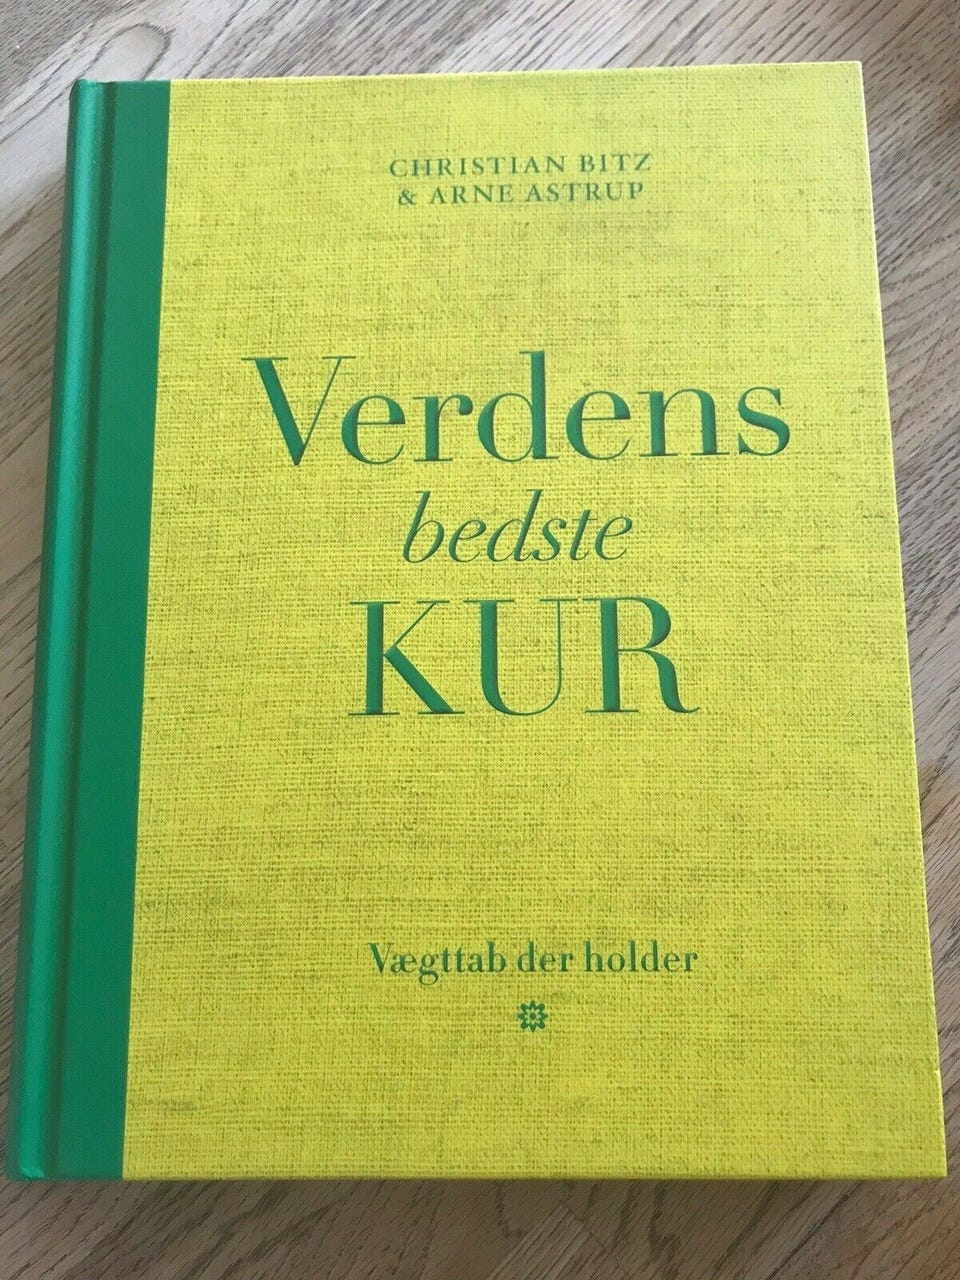 CHRISTIAN BITZ
& ARNE ASTRUP
Verdens
bedste
KUR
Vægttab der holder